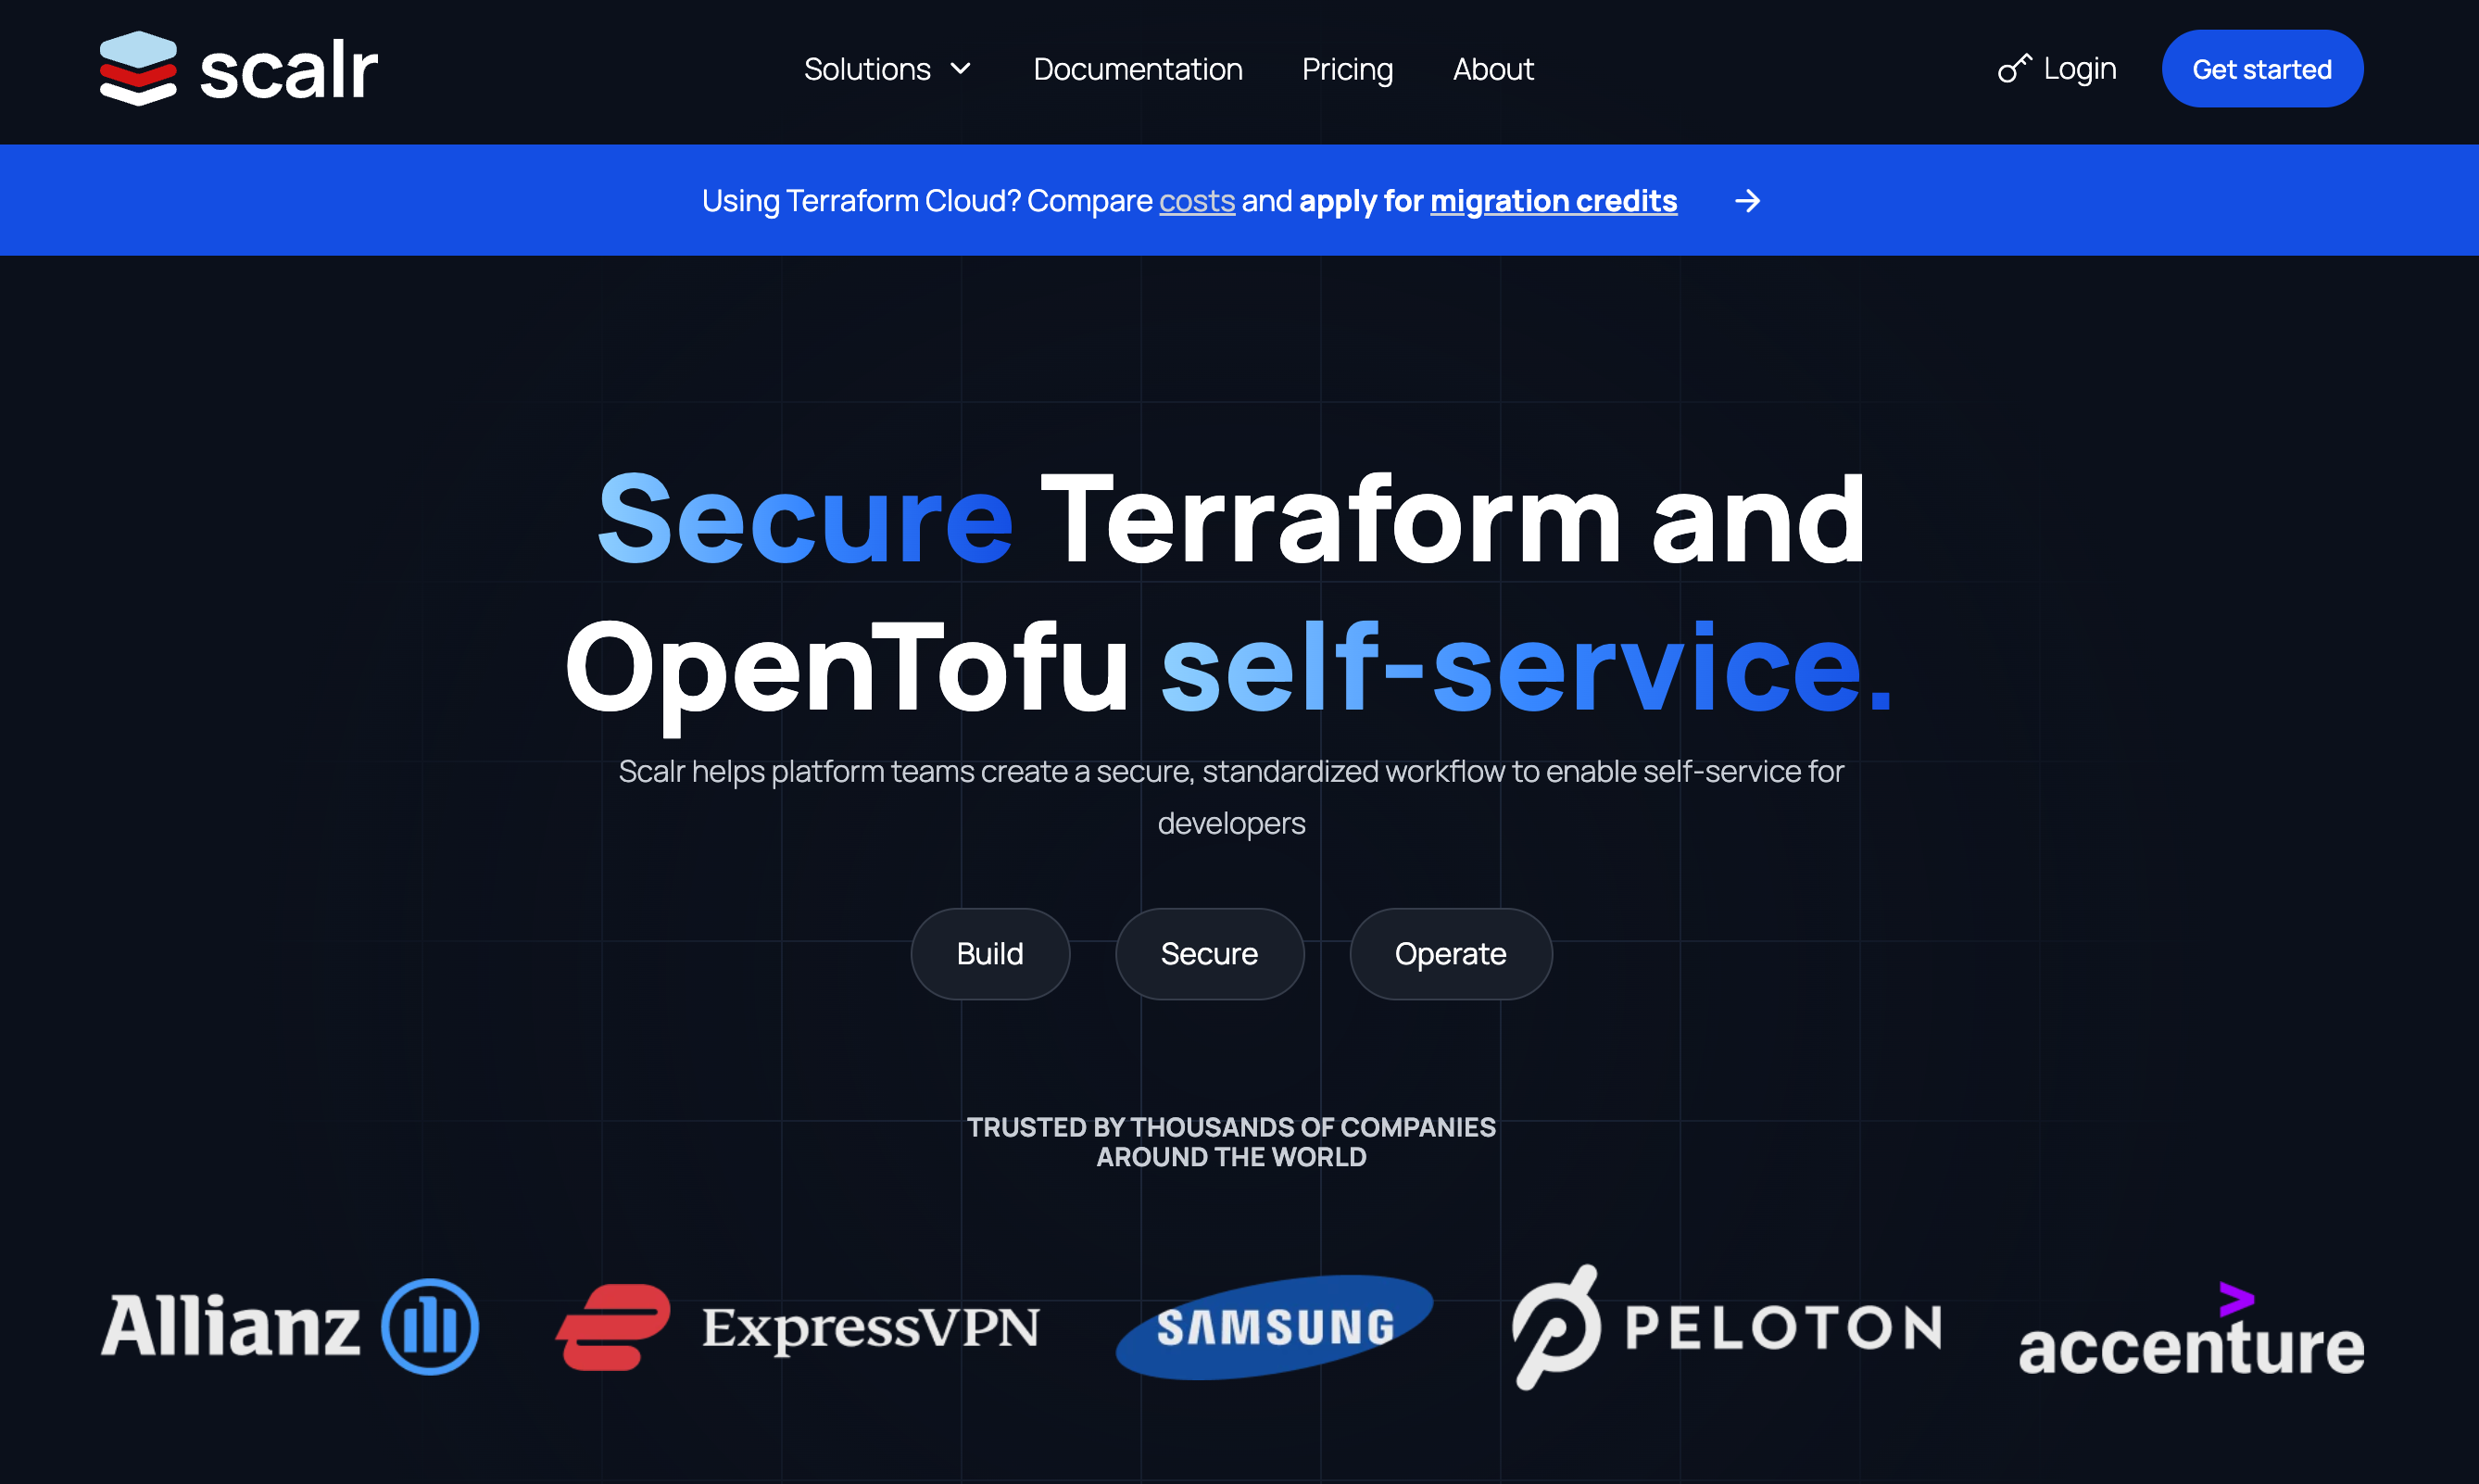 scalr
Solutions
Documentation
Pricing
About
Login
Get started
Using Terraform Cloud? Compare costs and apply for migration credits
Secure Terraform and
OpenTofu self-service.
Scalr helps platform teams create a secure, standardized workflow to enable self-service for
developers
Build
Secure
Operate
TRUSTED BY THOUSANDS OF COMPANIES
AROUND THE WORLD
Allianz
ExpressVPN
SAMSUNG
PELOTON
accenture